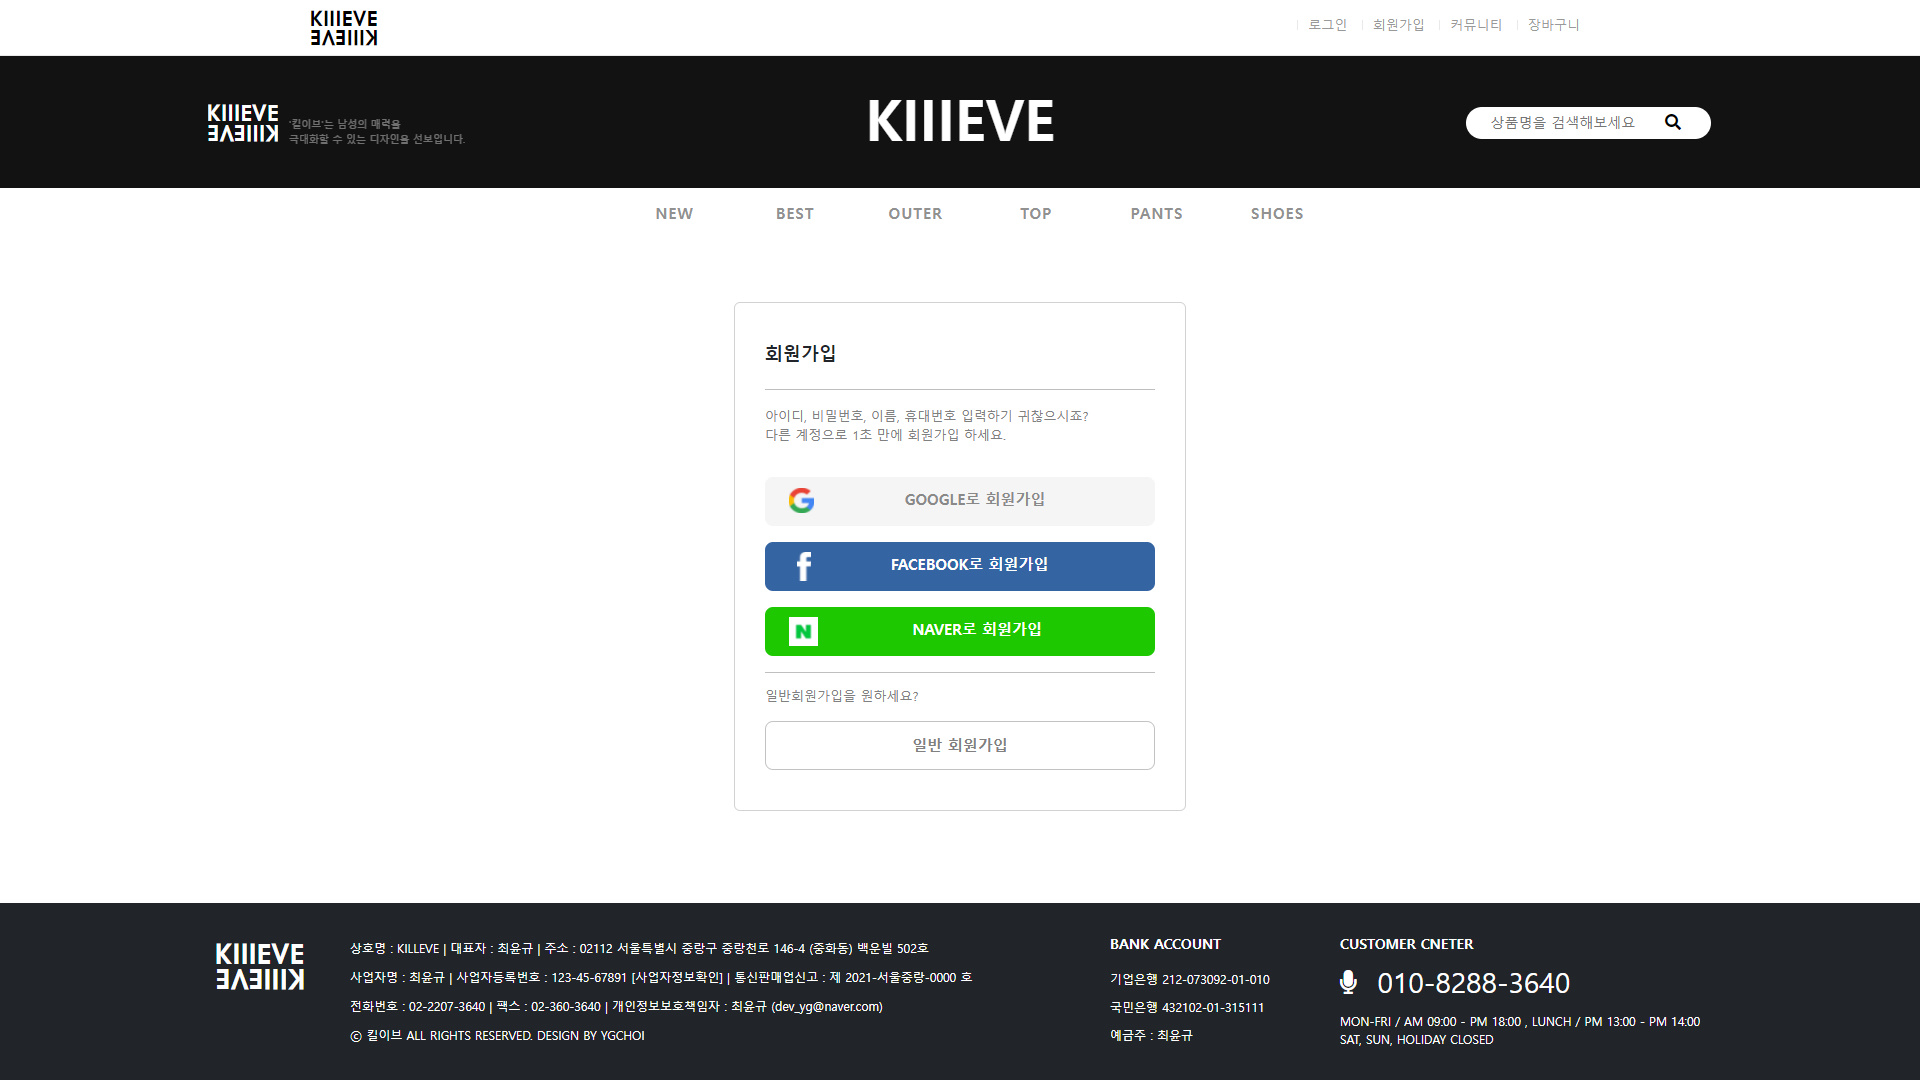 KIIIEVE
KIIIEVE
로그인
회원가입
커뮤니티
장바구니
KIIIEVE
KIIIEVE
'킬이브'는 남성의 매력을
극대화할 수 있는 디자인을 선보입니다.
KIIIEVE
상품명을 검색해보세요
NEW
BEST
OUTER
TOP
PANTS
SHOES
회원가입
아이디, 비밀번호, 이름, 휴대번호 입력하기 귀찮으시죠?
다른 계정으로 1초 만에 회원가입 하세요.
GOOGLE로 회원가입
FACEBOOK로 회원가입
N
NAVER로 회원가입
일반회원가입을 원하세요?
일반 회원가입
KIIIEVE
KIIIEVE
상호명 : KILLEVE | 대표자 : 최윤규 | 주소 : 02112 서울특별시 중랑구 중랑천로 146-4 (중화동) 백운빌 502호
사업자명 : 최윤규 | 사업자등록번호 : 123-45-67891 [사업자정보확인] | 통신판매업신고 : 제 2021-서울중랑-0000 호
전화번호 : 02-2207-3640 | 팩스 : 02-360-3640 | 개인정보보호책임자 : 최윤규 (dev_yg@naver.com)
ⓒ 킬이브 ALL RIGHTS RESERVED. DESIGN BY YGCHOI
BANK ACCOUNT
기업은행 212-073092-01-010
국민은행 432102-01-315111
예금주 : 최윤규
CUSTOMER CNETER
010-8288-3640
MON-FRI / AM 09:00 - PM 18:00 , LUNCH / PM 13:00 - PM 14:00
SAT, SUN, HOLIDAY CLOSED